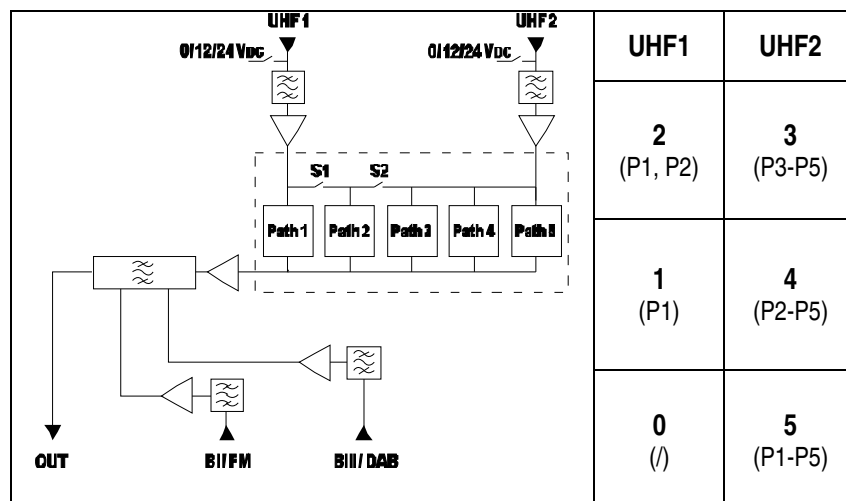 UHF1 UHF2
0/12/24 VDC 0/12/24 VDC
S1 S2
Path 1 Path 2 Path 3 Path 4 Path 5
OUT BI/FM BIII/DAB
UHF1 UHF2
2 3
(P1, P2) (P3-P5)
1 4
(P1) (P2-P5)
0 5
(/) (P1-P5)